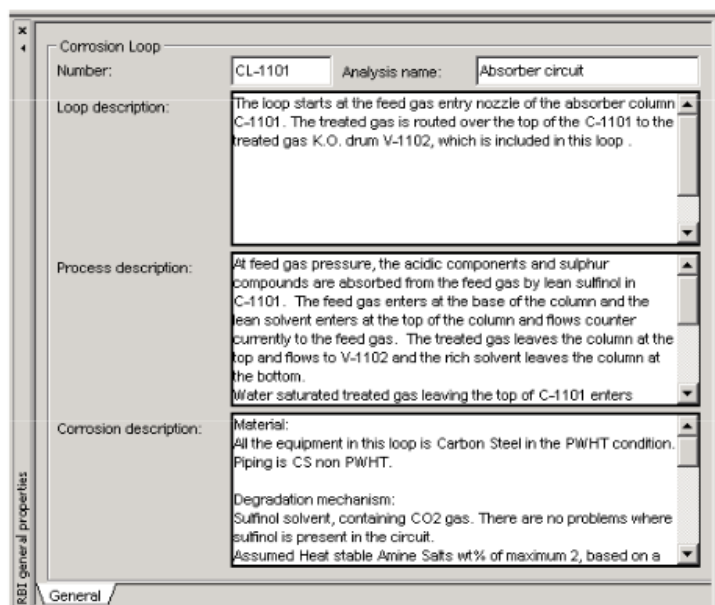 Corrosion Loop
Number:
CL-1101
Analysis name:
Absorber circuit
Loop description:
The loop starts at the feed gas entry nozzle of the absorber column
C-1101. The treated gas is routed over the top of the C-1101 to the
treated gas K.O. drum V-1102, which is included in this loop .
Process description:
At feed gas pressure, the acidic components and sulphur
compounds are absorbed from the feed gas by lean sulfinol in
C-1101.  The feed gas enters at the base of the column and the
lean solvent enters at the top of the column and flows counter
currently to the feed gas.  The treated gas leaves the column at the
top and flows to V-1102 and the rich solvent leaves the column at
the bottom.
Water saturated treated gas leaving the top of C-1101 enters
Corrosion description:
Material:
All the equipment in this loop is Carbon Steel in the PWHT condition.
Piping is CS non PWHT.
Degradation mechanism:
Sulfinol solvent, containing CO2 gas. There are no problems where
sulfinol is present in the circuit.
Assumed Heat stable Amine Salts wt% of maximum 2, based on a
RBI general properties
General